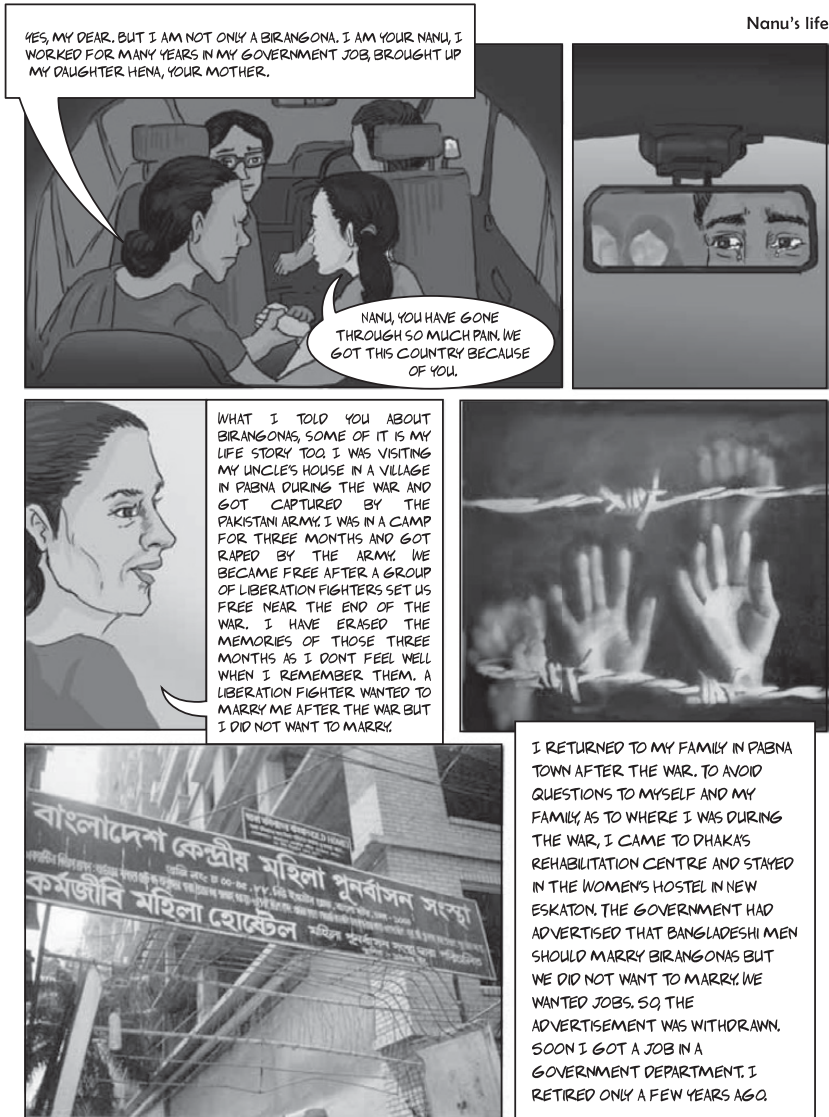 Nanu's life
YES, MY DEAR. BUT I AM NOT ONLY A BIRANGONA. I AM YOUR NANU, I
WORKED FOR MANY YEARS IN MY GOVERNMENT JOB, BROUGHT UP
MY DAUGHTER HENA, YOUR MOTHER.
NANU, YOU HAVE GONE
THROUGH SO MUCH PAIN. WE
GOT THIS COUNTRY BECAUSE
OF YOU.
WHAT I TOLD YOU ABOUT
BIRANGONAS, SOME OF IT IS MY
LIFE STORY TOO. I WAS VISITING
MY UNCLE'S HOUSE IN A VILLAGE
IN PABNA DURING THE WAR AND
GOT CAPTURED BY THE
PAKISTANI ARMY. I WAS IN A CAMP
FOR THREE MONTHS AND GOT
RAPED BY THE ARMY. WE
BECAME FREE AFTER A GROUP
OF LIBERATION FIGHTERS SET US
FREE NEAR THE END OF THE
WAR. I HAVE ERASED THE
MEMORIES OF THOSE THREE
MONTHS AS I DONT FEEL WELL
WHEN I REMEMBER THEM. A
LIBERATION FIGHTER WANTED TO
MARRY ME AFTER THE WAR BUT
I DID NOT WANT TO MARRY.
বাংলাদেশ কেন্দ্রীয় মহিলা পুনর্বাসন সংস্থা
কর্মজীবি মহিলা হোষ্টেল
I RETURNED TO MY FAMILY IN PABNA
TOWN AFTER THE WAR. TO AVOID
QUESTIONS TO MYSELF AND MY
FAMILY, AS TO WHERE I WAS DURING
THE WAR, I CAME TO DHAKA'S
REHABILITATION CENTRE AND STAYED
IN THE WOMEN'S HOSTEL IN NEW
ESKATON. THE GOVERNMENT HAD
ADVERTISED THAT BANGLADESHI MEN
SHOULD MARRY BIRANGONAS BUT
WE DID NOT WANT TO MARRY. WE
WANTED JOBS. SO, THE
ADVERTISEMENT WAS WITHDRAWN.
SOON I GOT A JOB IN A
GOVERNMENT DEPARTMENT. I
RETIRED ONLY A FEW YEARS AGO.